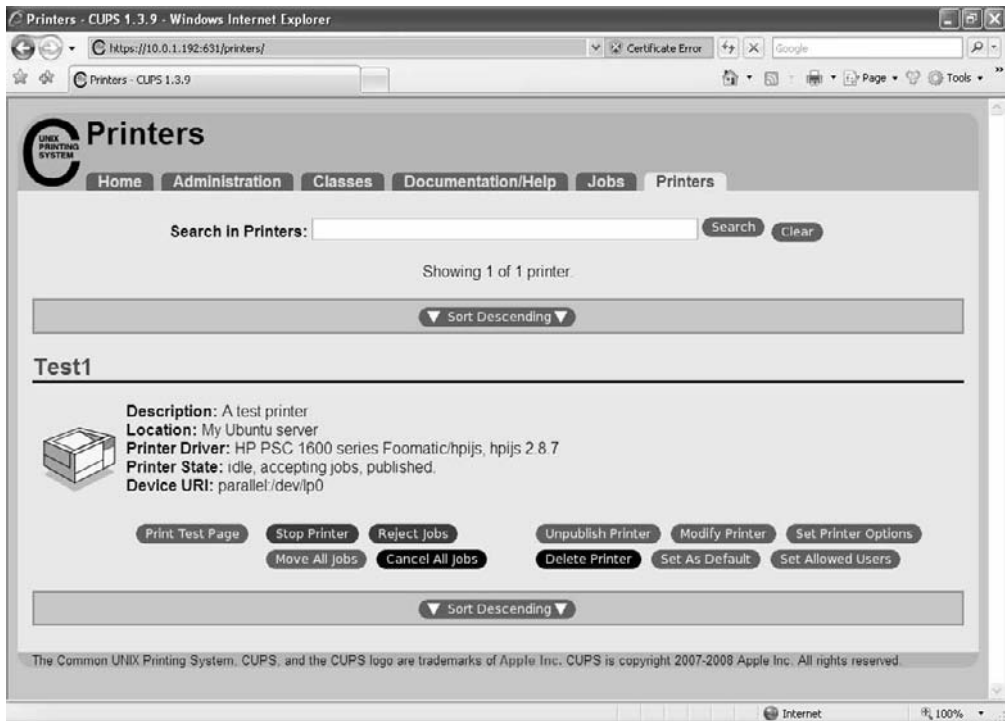 Printers - CUPS 1.3.9 - Windows Internet Explorer
https://10.0.1.192:631/printers/
Certificate Error
Google
Printers - CUPS 1.3.9
Page
Tools
UNIX
PRINTING
SYSTEM
Printers
Home Administration Classes Documentation/Help Jobs Printers
Search in Printers: Search Clear
Showing 1 of 1 printer.
Sort Descending
Test1
Description: A test printer
Location: My Ubuntu server
Printer Driver: HP PSC 1600 series Foomatic/hpijs, hpijs 2.8.7
Printer State: idle, accepting jobs, published.
Device URI: parallel:/dev/lp0
Print Test Page Stop Printer Reject Jobs Unpublish Printer Modify Printer Set Printer Options
Move All Jobs Cancel All Jobs Delete Printer Set As Default Set Allowed Users
Sort Descending
The Common UNIX Printing System, CUPS, and the CUPS logo are trademarks of Apple Inc. CUPS is copyright 2007-2008 Apple Inc. All rights reserved.
Internet 100%